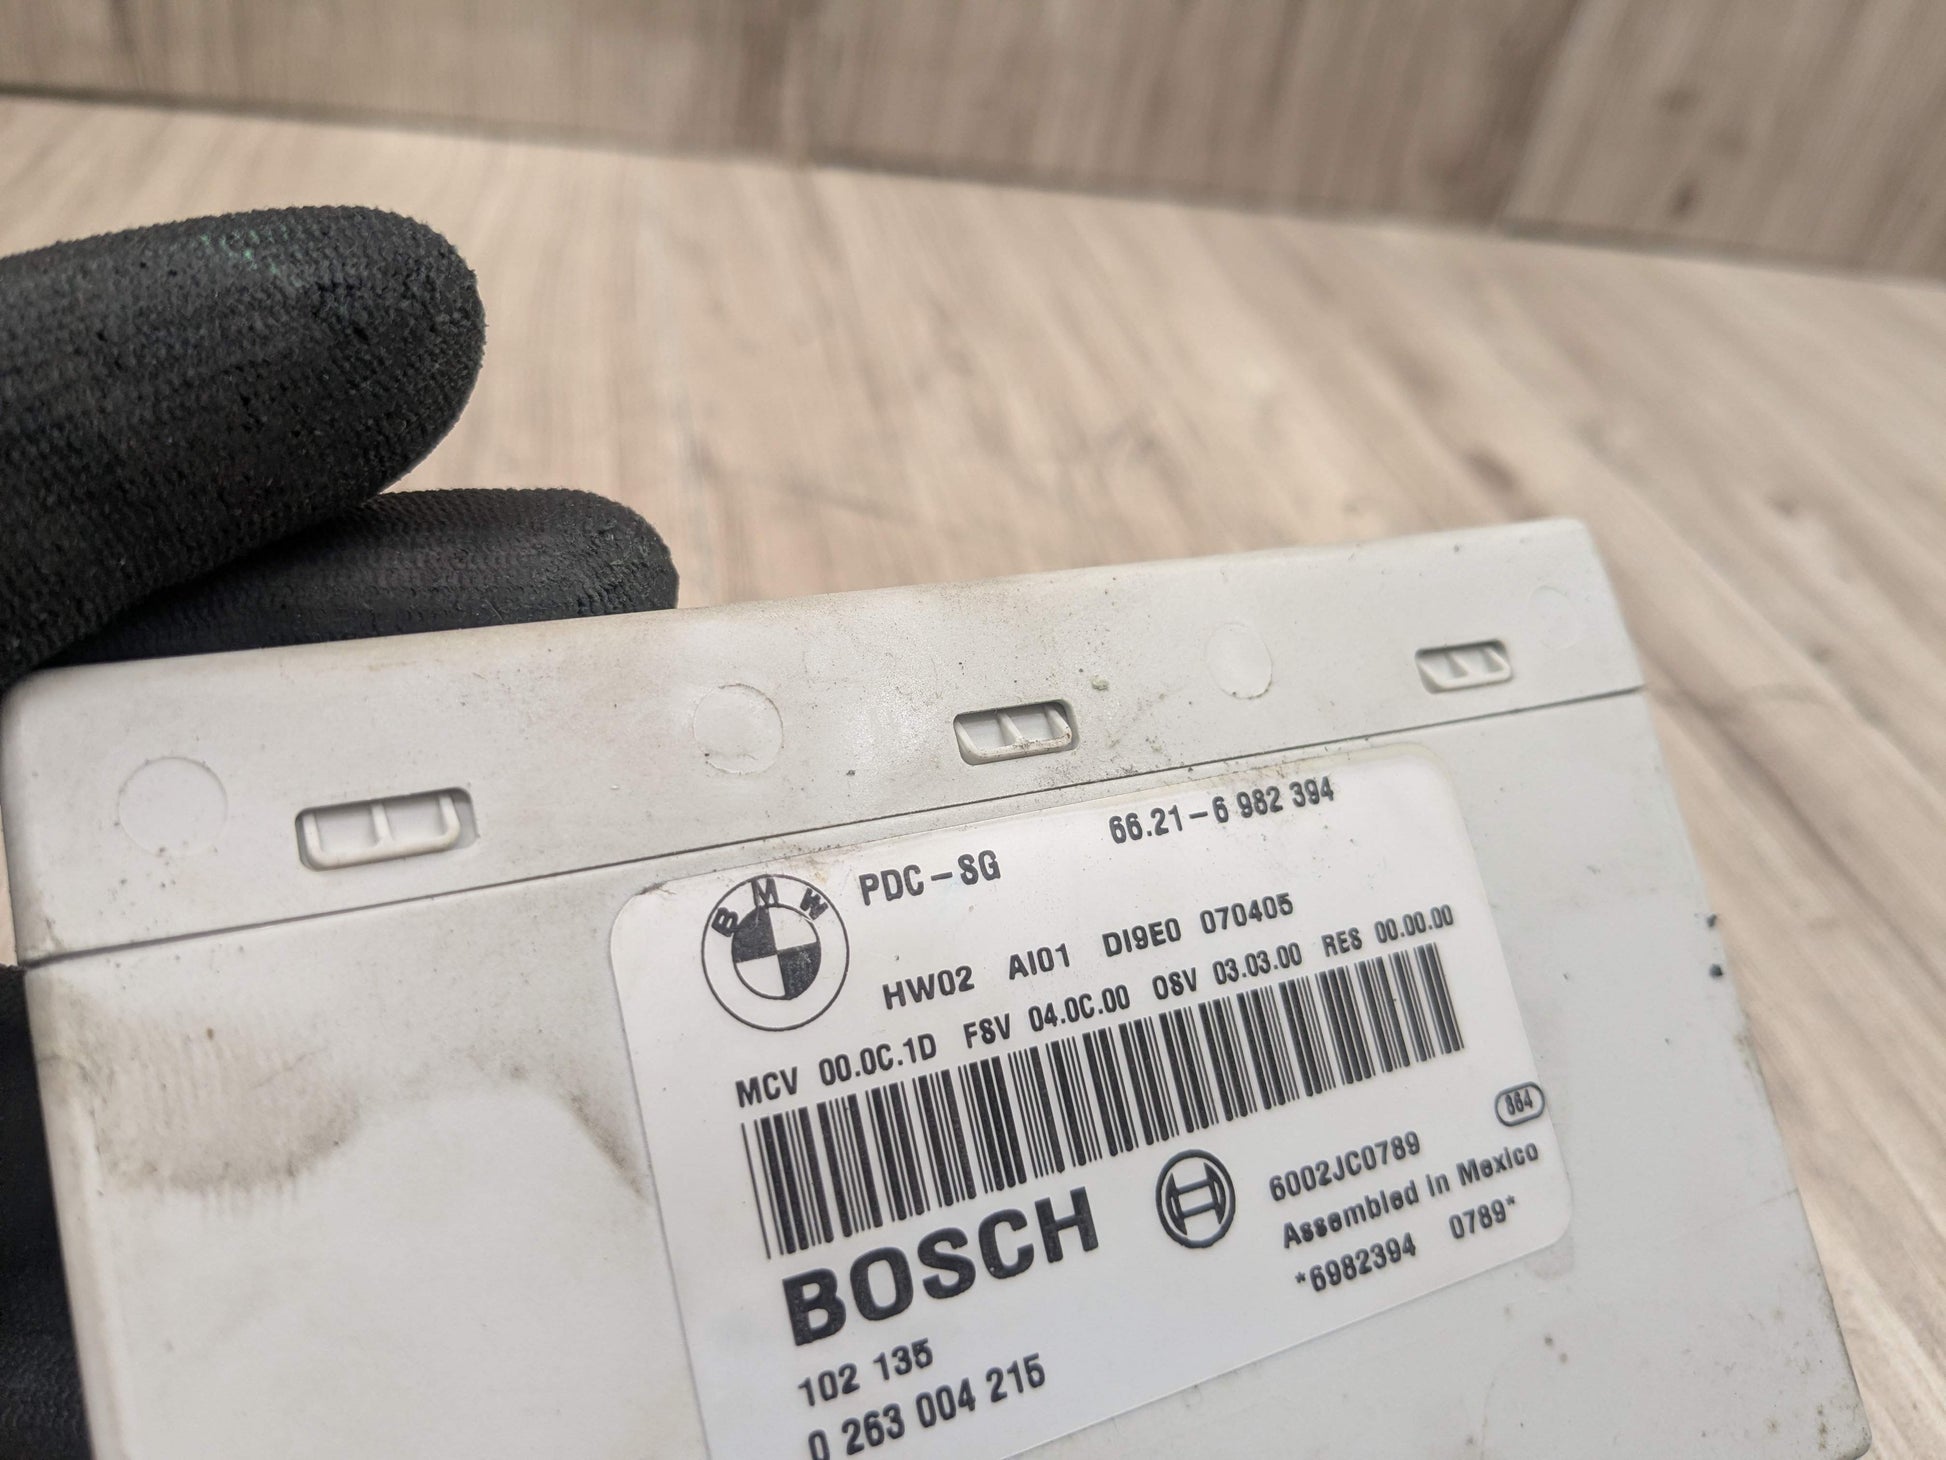 BMW
PDC-SG 66.21-6 982 394
HW02 AI01 DI9E0 070405
MCV 00.0C.1D FSV 04.0C.00 OSV 03.03.00 RES 00.00.00
884
BOSCH
6002JC0789
Assembled in Mexico
*6982394 0789*
102 135
0 263 004 215